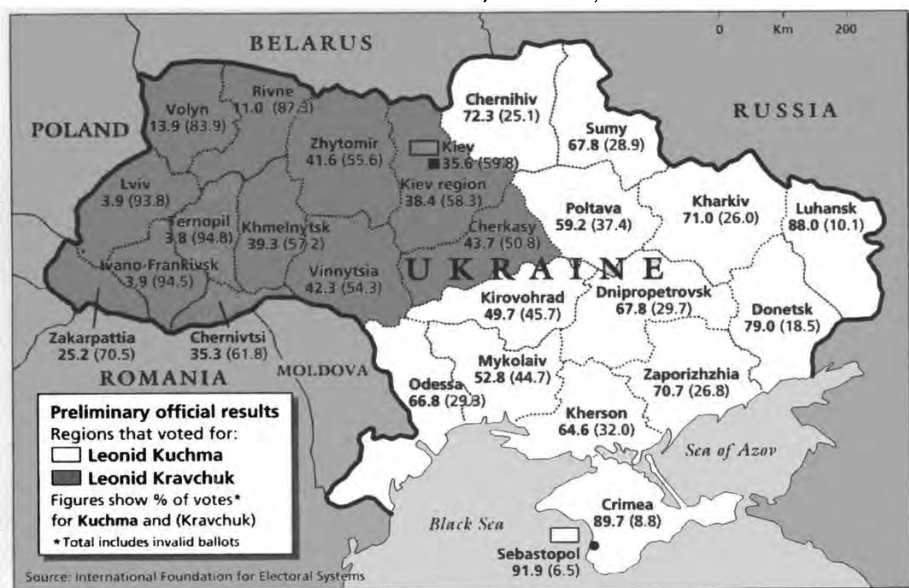 BELARUS
0 Km 200
RUSSIA
POLAND
Volyn
13.9 (83.9)
Rivne
11.0 (87.3)
Zhytomir
41.6 (55.6)
Kiev
35.6 (59.8)
Kiev region
38.4 (58.3)
Chernihiv
72.3 (25.1)
Sumy
67.8 (28.9)
Lviv
3.9 (93.8)
Ternopil
3.8 (94.8)
Khmelnytsk
39.3 (57.2)
Cherkasy
43.7 (50.8)
Poltava
59.2 (37.4)
Kharkiv
71.0 (26.0)
Luhansk
88.0 (10.1)
Ivano-Frankivsk
3.9 (94.5)
Vinnytsia
42.3 (54.3)
UKRAINE
Kirovohrad
49.7 (45.7)
Dnipropetrovsk
67.8 (29.7)
Donetsk
79.0 (18.5)
Zakarpattia
25.2 (70.5)
Chernivtsi
35.3 (61.8)
ROMANIA
MOLDOVA
Odessa
66.8 (29.3)
Mykolaiv
52.8 (44.7)
Kherson
64.6 (32.0)
Zaporizhzhia
70.7 (26.8)
Sea of Azov
Crimea
89.7 (8.8)
Black Sea
Sebastopol
91.9 (6.5)
Preliminary official results
Regions that voted for:
Leonid Kuchma
Leonid Kravchuk
Figures show % of votes*
for Kuchma and (Kravchuk)
*Total includes invalid ballots
Source: International Foundation for Electoral Systems